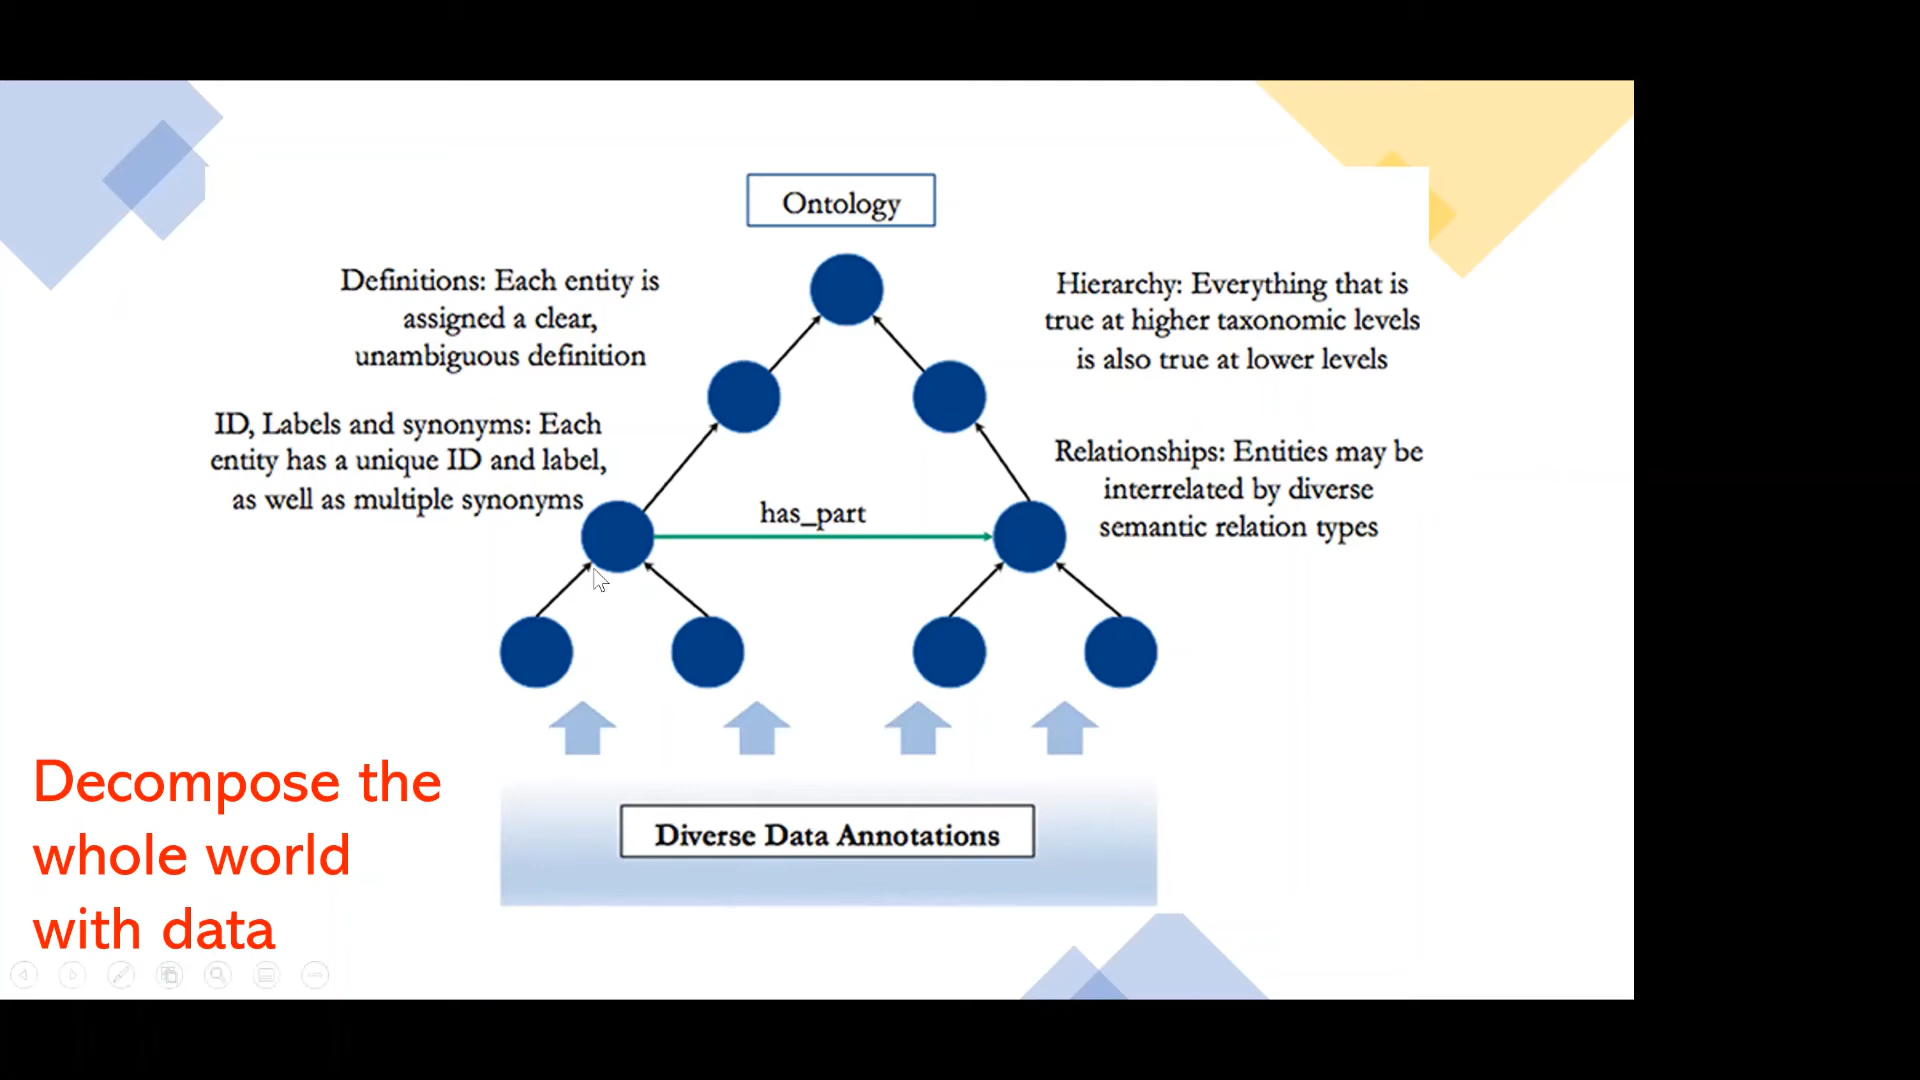 Ontology
Definitions: Each entity is
assigned a clear,
unambiguous definition
Hierarchy: Everything that is
true at higher taxonomic levels
is also true at lower levels
ID, Labels and synonyms: Each
entity has a unique ID and label,
as well as multiple synonyms
Relationships: Entities may be
interrelated by diverse
semantic relation types
has_part
Diverse Data Annotations
Decompose the
whole world
with data